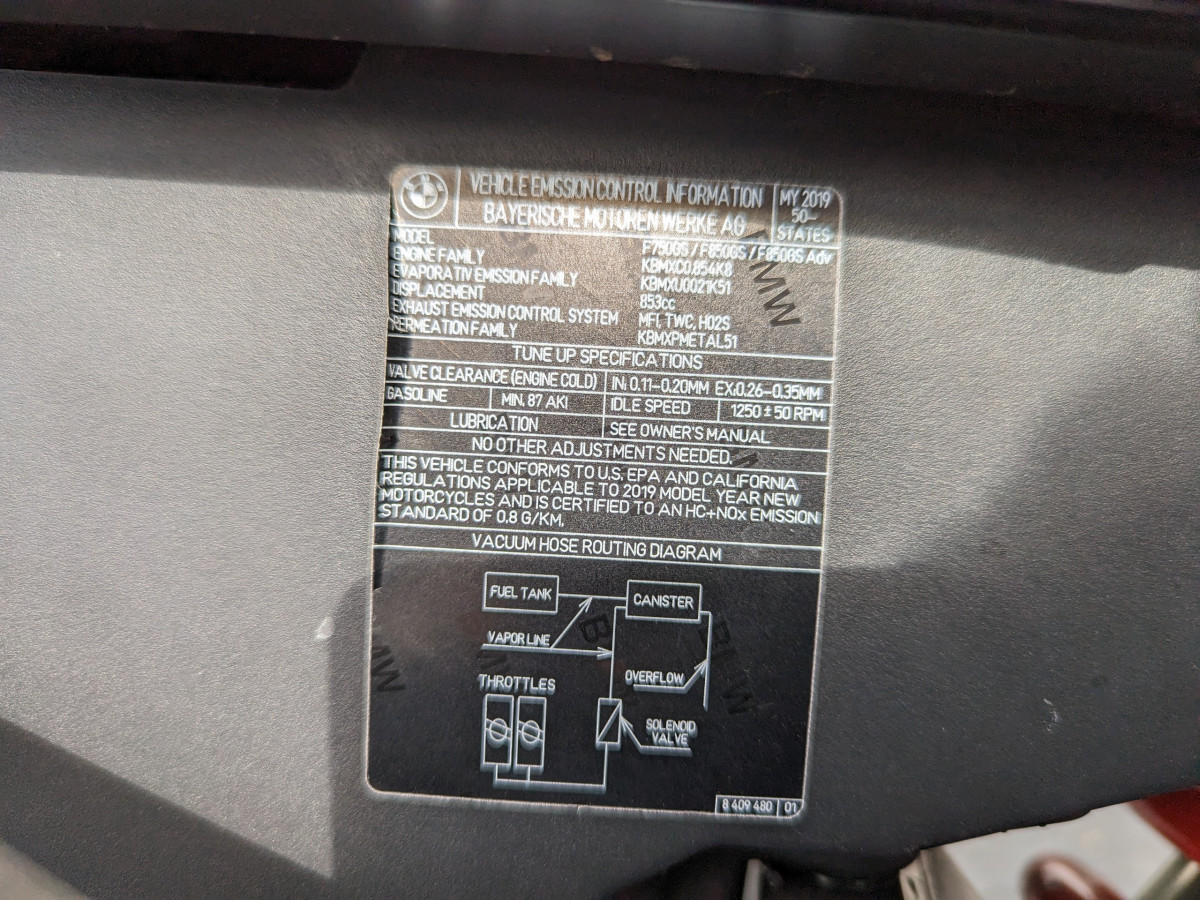 VEHICLE EMISSION CONTROL INFORMATION
BAYERISCHE MOTOREN WERKE AG
MY 2019
50-
STATES
MODEL F750GS / F850GS / F850GS Adv
ENGINE FAMILY KBMXC0.854K8
EVAPORATIV EMISSION FAMILY KBMXU0021K51
DISPLACEMENT 853cc
EXHAUST EMISSION CONTROL SYSTEM MFI, TWC, HO2S
PERMEATION FAMILY KBMXPMETAL51
TUNE UP SPECIFICATIONS
VALVE CLEARANCE (ENGINE COLD) IN: 0.11-0.20MM EX:0.26-0.35MM
GASOLINE MIN. 87 AKI IDLE SPEED 1250 ± 50 RPM
LUBRICATION SEE OWNER'S MANUAL
NO OTHER ADJUSTMENTS NEEDED.
THIS VEHICLE CONFORMS TO U.S. EPA AND CALIFORNIA
REGULATIONS APPLICABLE TO 2019 MODEL YEAR NEW
MOTORCYCLES AND IS CERTIFIED TO AN HC+NOx EMISSION
STANDARD OF 0.8 G/KM.
VACUUM HOSE ROUTING DIAGRAM
FUEL TANK
CANISTER
VAPOR LINE
OVERFLOW
THROTTLES
SOLENOID
VALVE
8 409 480 01
BMW
BMW
BMW